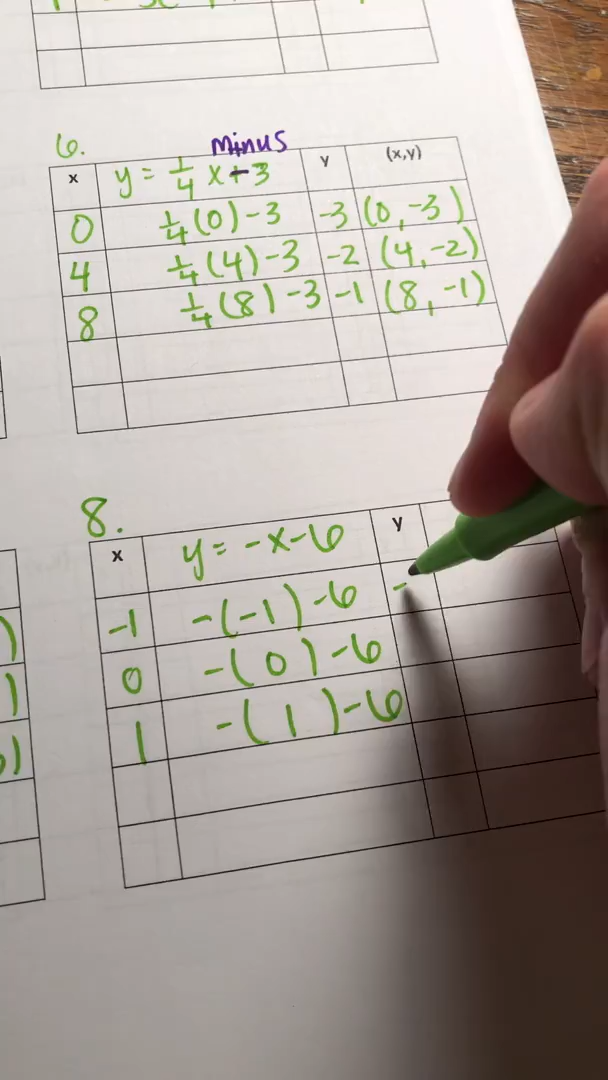 6.
minus
x y = 1/4 x - 3 y (x,y)
0 1/4 (0) - 3 -3 (0, -3)
4 1/4 (4) - 3 -2 (4, -2)
8 1/4 (8) - 3 -1 (8, -1)
8.
x y = -x - 6 y
-1 -(-1) - 6 -
0 -(0) - 6
1 -(1) - 6